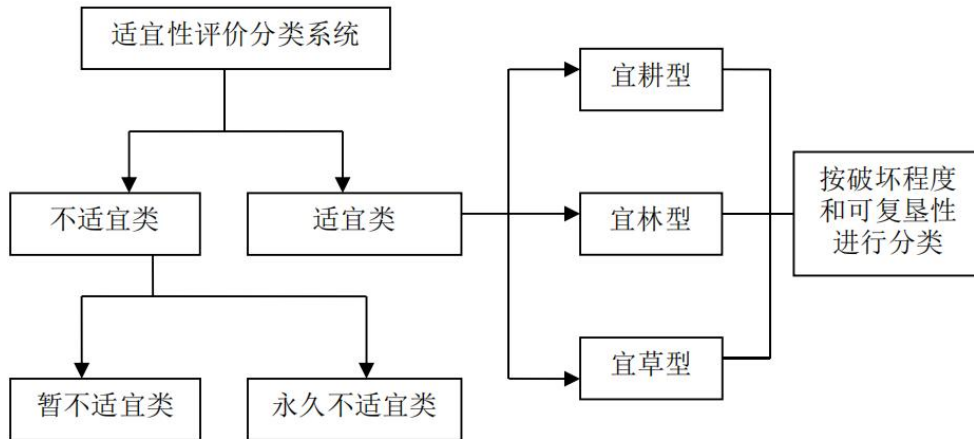 适宜性评价分类系统
宜耕型
不适宜类
适宜类
宜林型
按破坏程度
和可复垦性
进行分类
暂不适宜类
永久不适宜类
宜草型